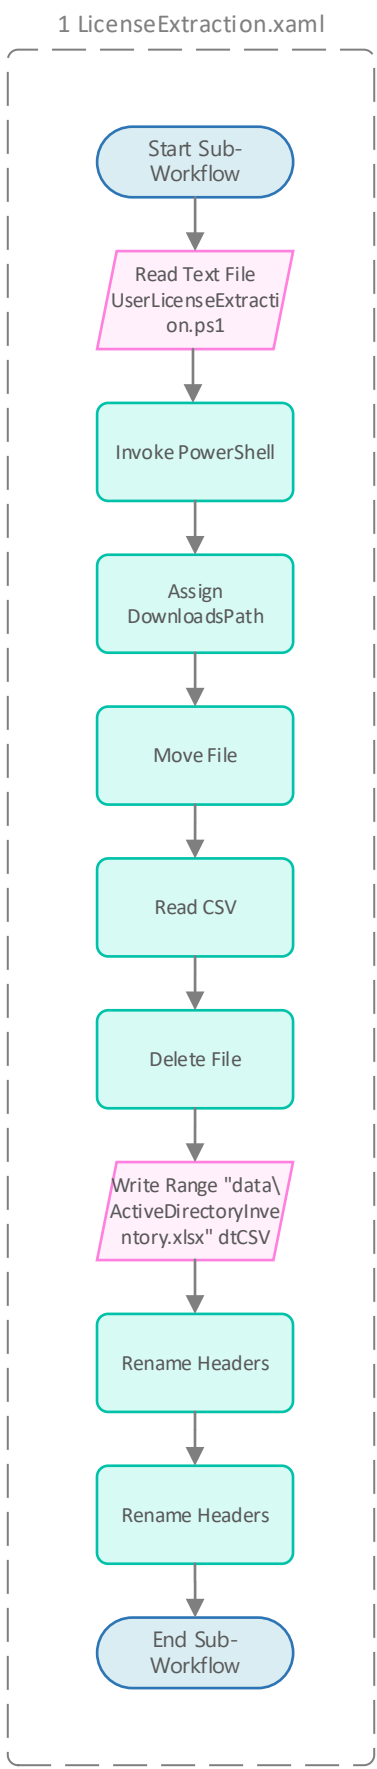 1 LicenseExtraction.xaml
Start Sub-
Workflow
Read Text File
UserLicenseExtracti
on.ps1
Invoke PowerShell
Assign
DownloadsPath
Move File
Read CSV
Delete File
Write Range "data\
ActiveDirectoryInve
ntory.xlsx" dtCSV
Rename Headers
Rename Headers
End Sub-
Workflow